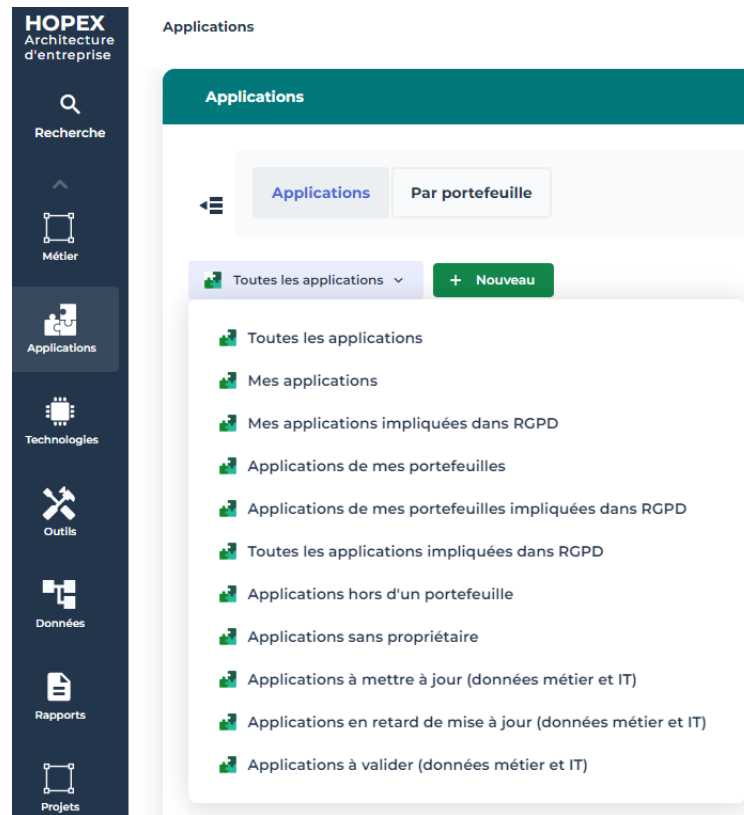 HOPEX
Architecture
d'entreprise
Recherche
Métier
Applications
Technologies
Outils
Données
Rapports
Projets
Applications
Applications
Applications
Par portefeuille
Toutes les applications
+ Nouveau
Toutes les applications
Mes applications
Mes applications impliquées dans RGPD
Applications de mes portefeuilles
Applications de mes portefeuilles impliquées dans RGPD
Toutes les applications impliquées dans RGPD
Applications hors d'un portefeuille
Applications sans propriétaire
Applications à mettre à jour (données métier et IT)
Applications en retard de mise à jour (données métier et IT)
Applications à valider (données métier et IT)